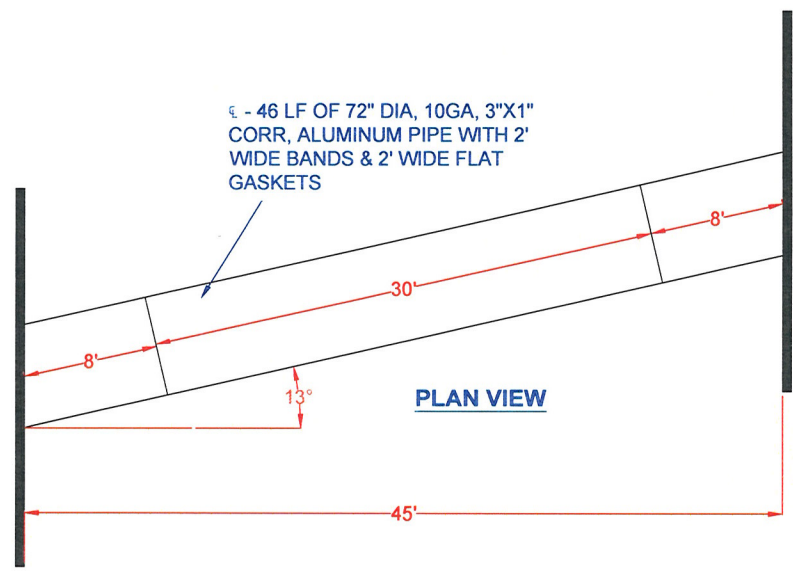 ℄ - 46 LF OF 72" DIA, 10GA, 3"X1"
CORR, ALUMINUM PIPE WITH 2'
WIDE BANDS & 2' WIDE FLAT
GASKETS
8'
30'
8'
13°
PLAN VIEW
45'